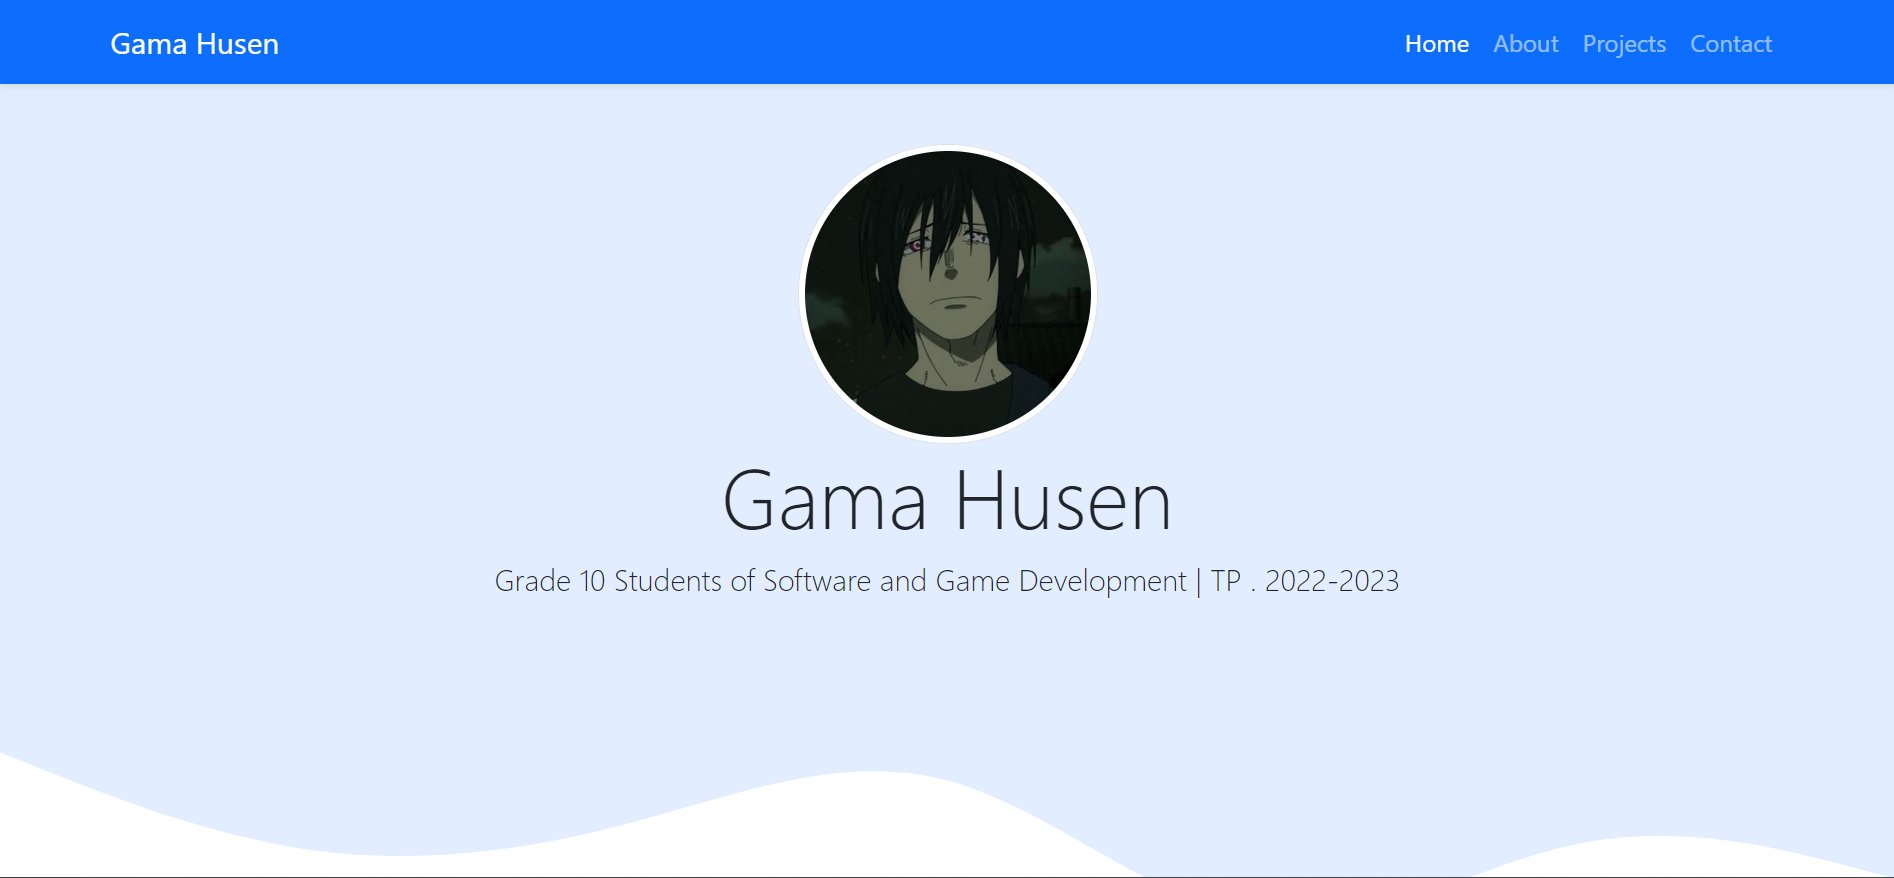 Gama Husen
Home About Projects Contact
Gama Husen
Grade 10 Students of Software and Game Development | TP . 2022-2023